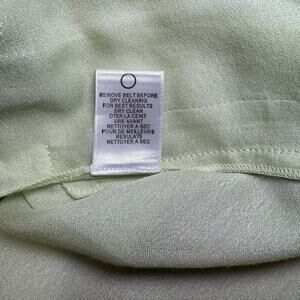 REMOVE BELT BEFORE
DRY CLEANING
FOR BEST RESULTS
DRY CLEAN
OTER LA CEINT
URE AVANT
NETTOYER A SEC
POUR DE MEILLEURS
RESULATS
NETTOYER A SEC